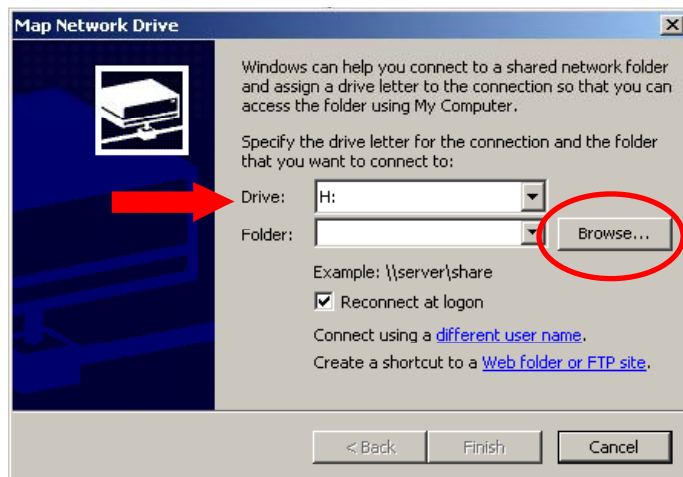 Map Network Drive
Windows can help you connect to a shared network folder
and assign a drive letter to the connection so that you can
access the folder using My Computer.
Specify the drive letter for the connection and the folder
that you want to connect to:
Drive: H:
Folder: Browse...
Example: \\server\share
Reconnect at logon
Connect using a different user name.
Create a shortcut to a Web folder or FTP site.
< Back Finish Cancel